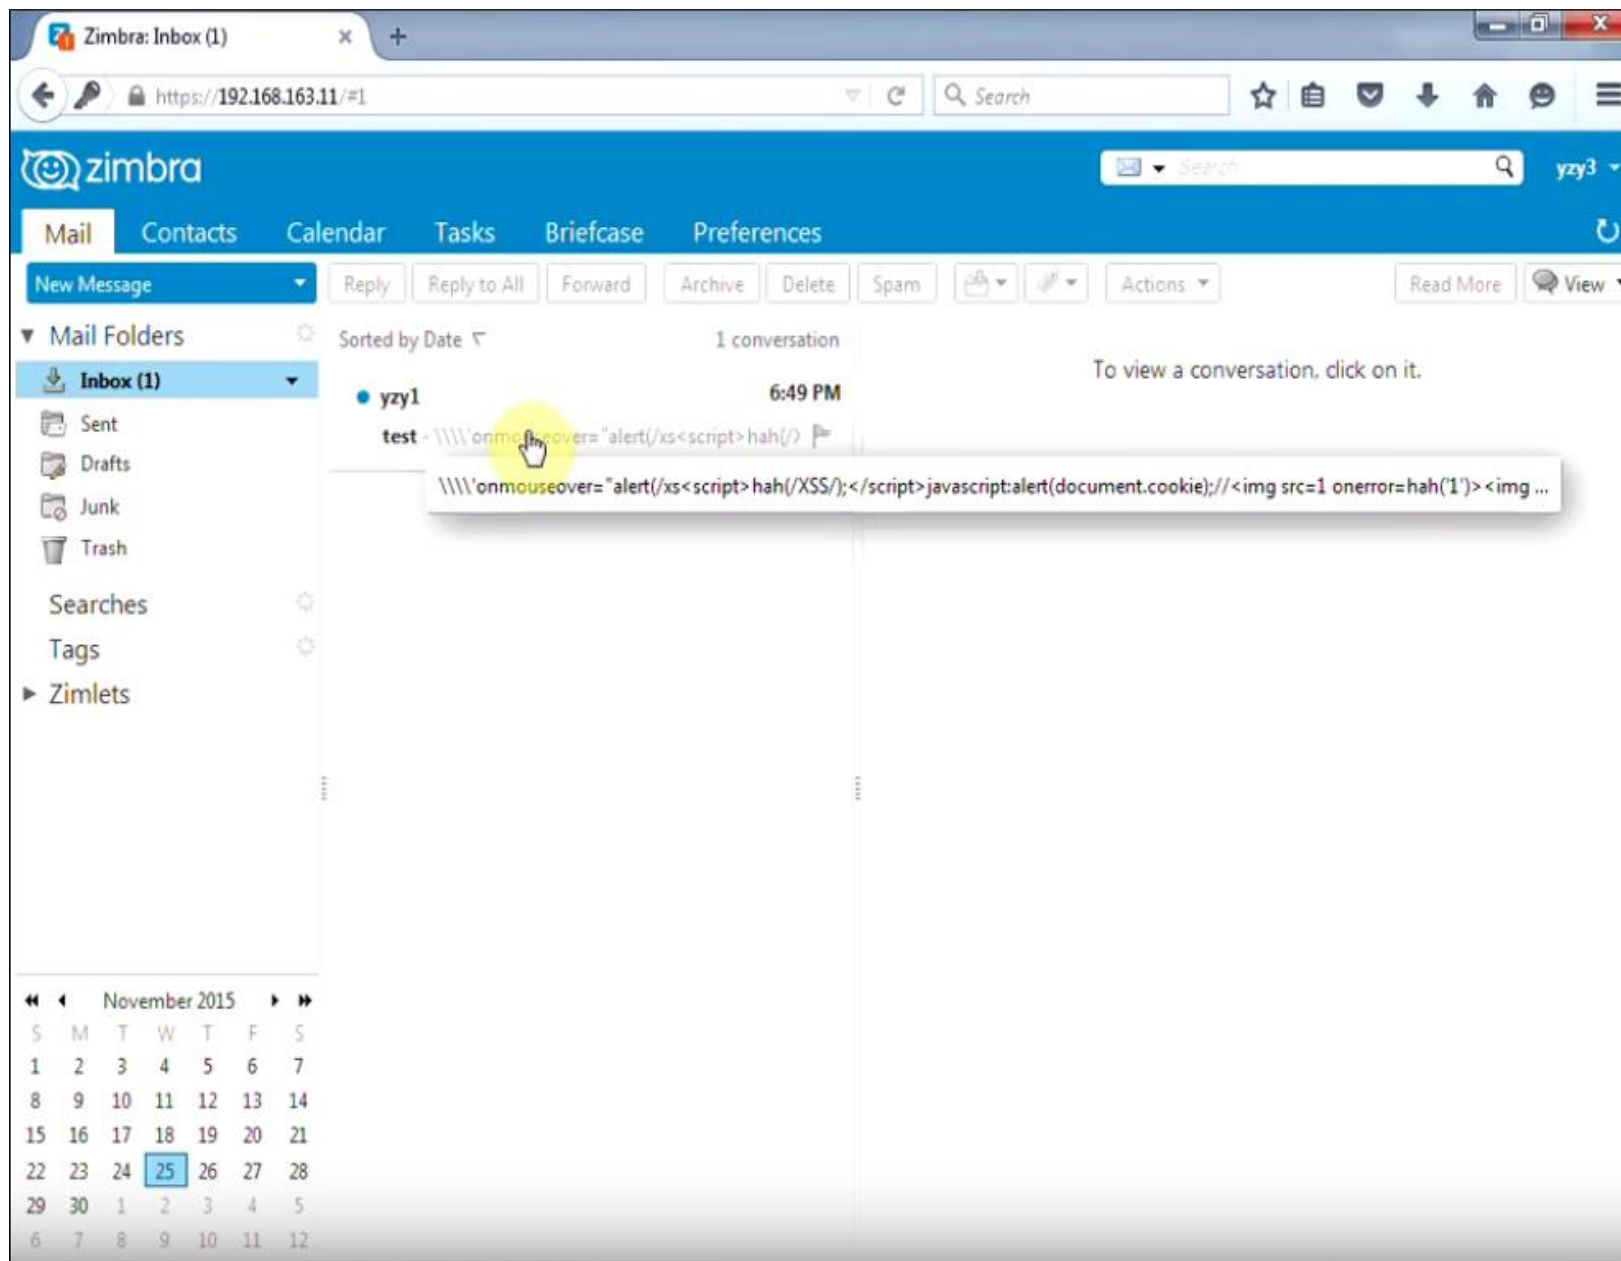 Zimbra: Inbox (1)
https://192.168.163.11/#1
Search
zimbra
Search
yzy3
Mail Contacts Calendar Tasks Briefcase Preferences
New Message Reply Reply to All Forward Archive Delete Spam Actions Read More View
Mail Folders
Sorted by Date 1 conversation
To view a conversation, click on it.
Inbox (1)
yzy1 6:49 PM
Sent
test - \\\\'onmouseover="alert(/xs<script>hah(/>
Drafts
\\\\'onmouseover="alert(/xs<script>hah(/XSS/);</script>javascript:alert(document.cookie);//<img src=1 onerror=hah('1')><img ...
Junk
Trash
Searches
Tags
Zimlets
November 2015
S M T W T F S
1 2 3 4 5 6 7
8 9 10 11 12 13 14
15 16 17 18 19 20 21
22 23 24 25 26 27 28
29 30 1 2 3 4 5
6 7 8 9 10 11 12